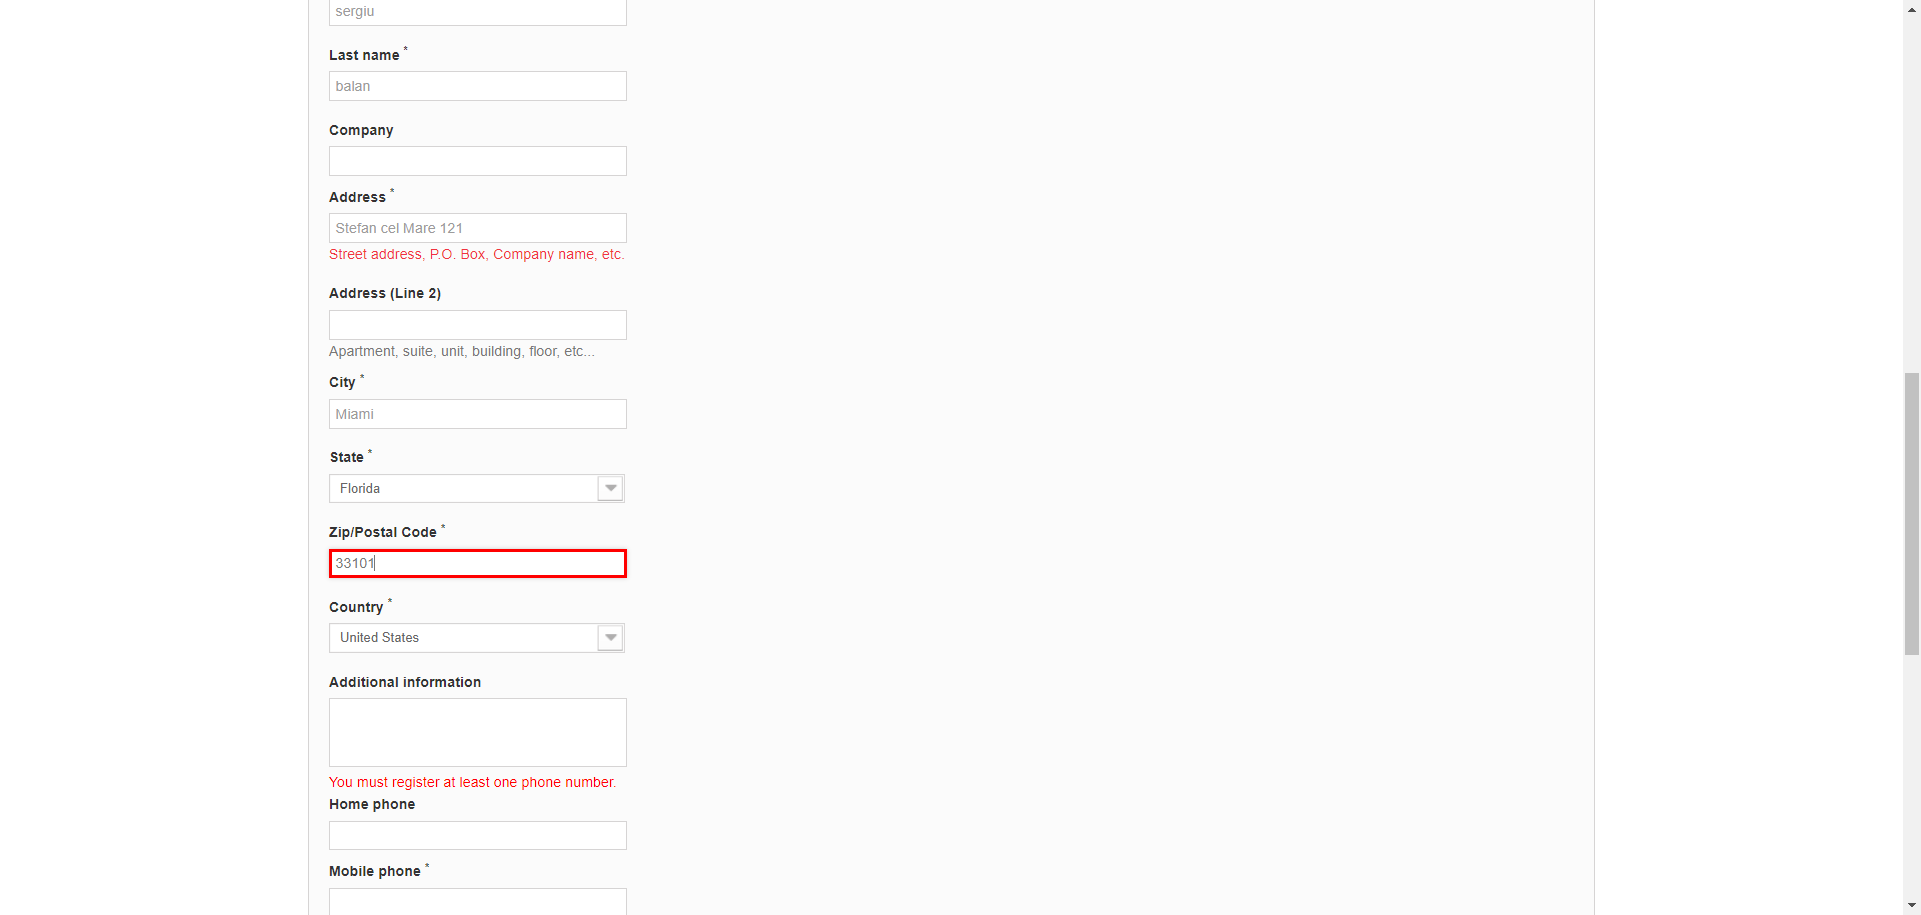 sergiu
Last name *
balan
Company
Address *
Stefan cel Mare 121
Street address, P.O. Box, Company name, etc.
Address (Line 2)
Apartment, suite, unit, building, floor, etc...
City *
Miami
State *
Florida
Zip/Postal Code *
33101
Country *
United States
Additional information
You must register at least one phone number.
Home phone
Mobile phone *